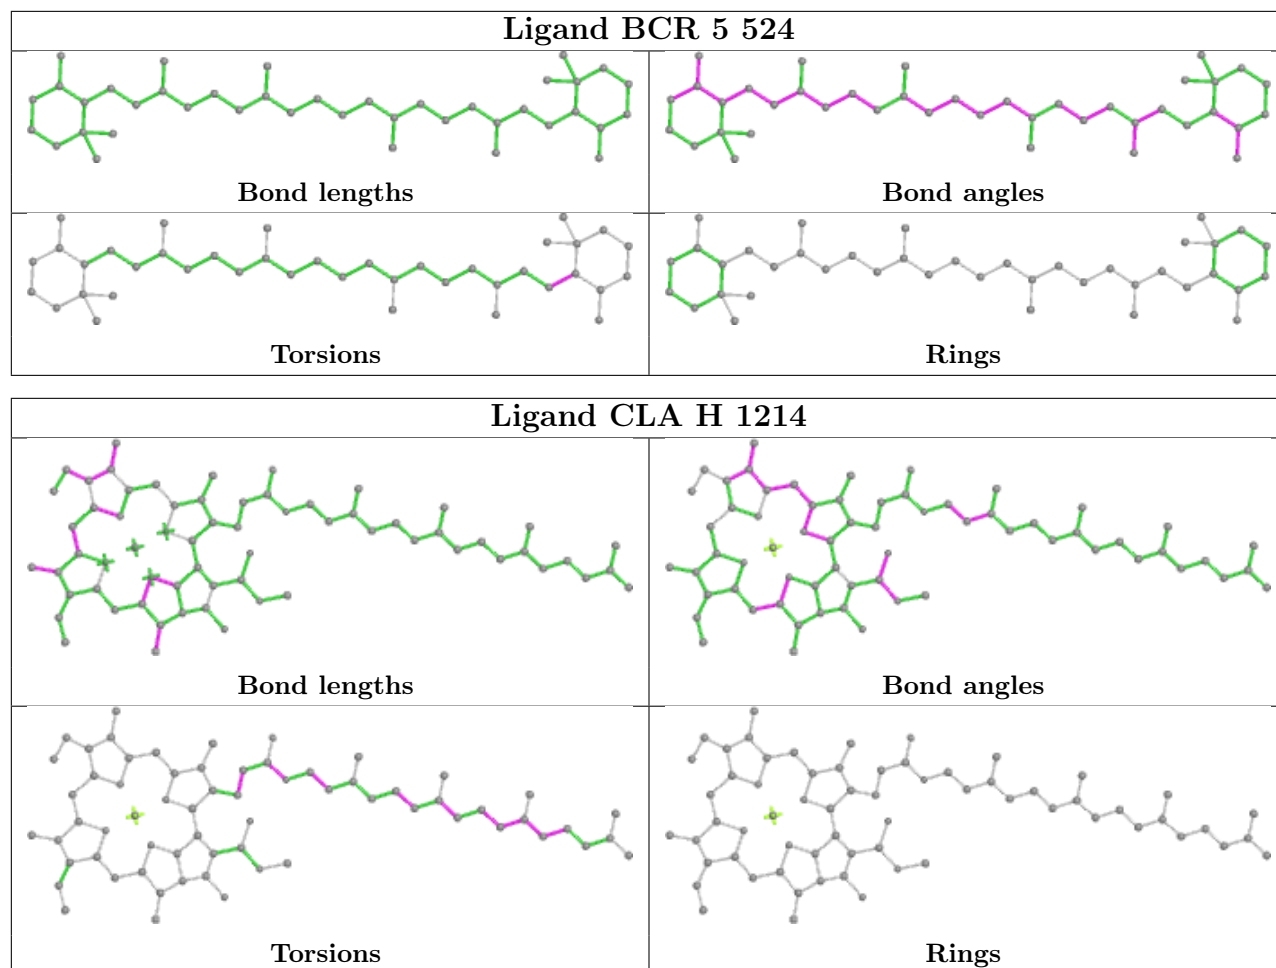 Ligand BCR 5 524
Bond lengths
Bond angles
Torsions
Rings
Ligand CLA H 1214
Bond lengths
Bond angles
Torsions
Rings